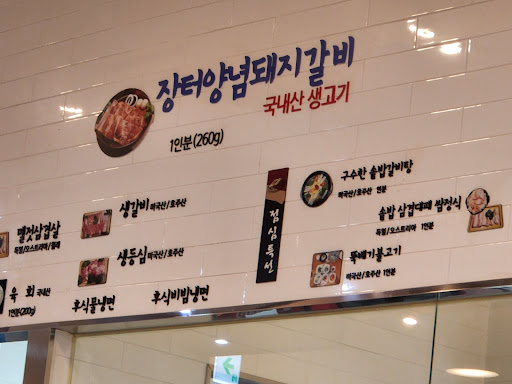 장터양념돼지갈비
국내산 생고기
1인분(260g)
멜젓삼겹살
독일/오스트리아/칠레
생갈비 미국산/호주산
생등심 미국산/호주산
육회 국내산
1인분(200g)
후식물냉면
후식비빔냉면
점심특선
구수한 솥밥갈비탕
미국산/호주산 1인분
솥밥 삼겹대패 쌈정식
독일/오스트리아 1인분
뚝배기불고기
미국산/호주산 1인분